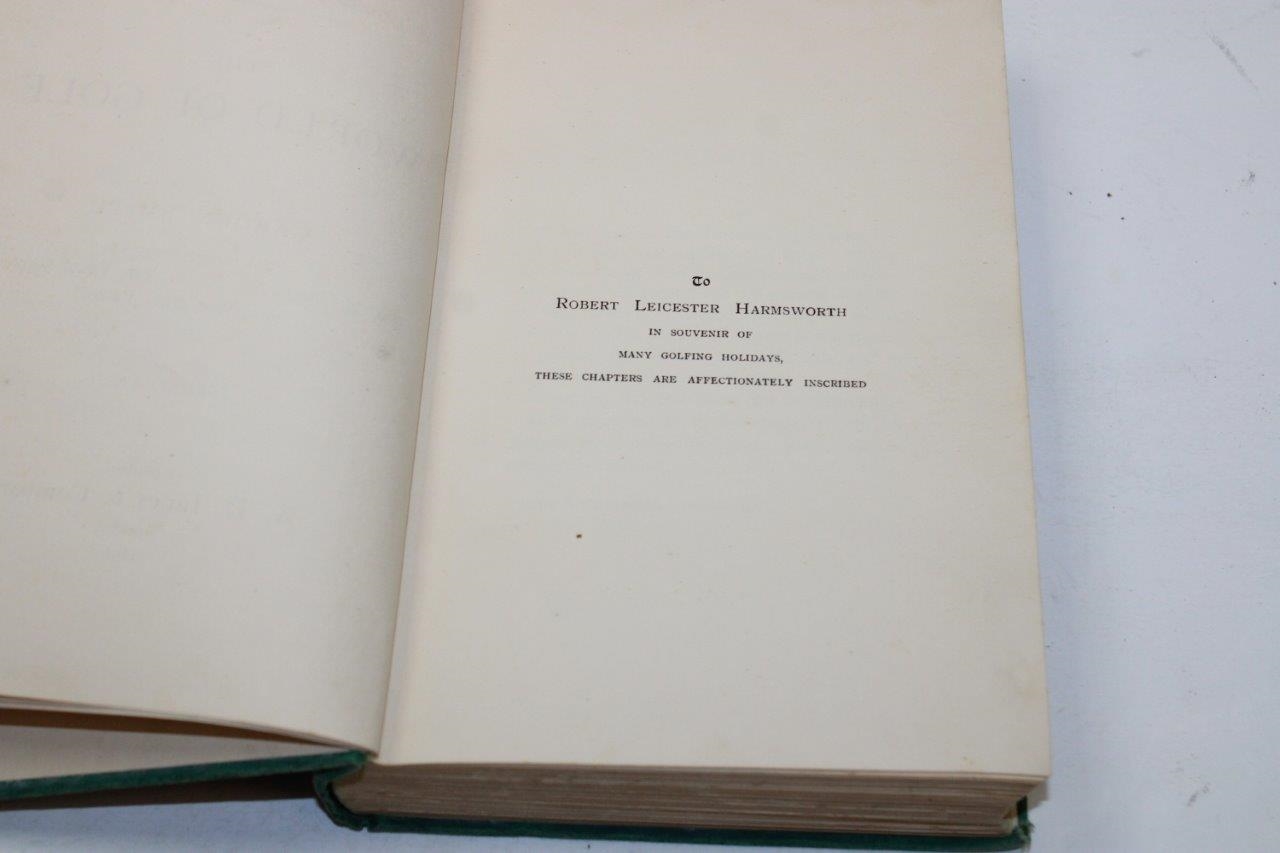 To
ROBERT LEICESTER HARMSWORTH
IN SOUVENIR OF
MANY GOLFING HOLIDAYS,
THESE CHAPTERS ARE AFFECTIONATELY INSCRIBED